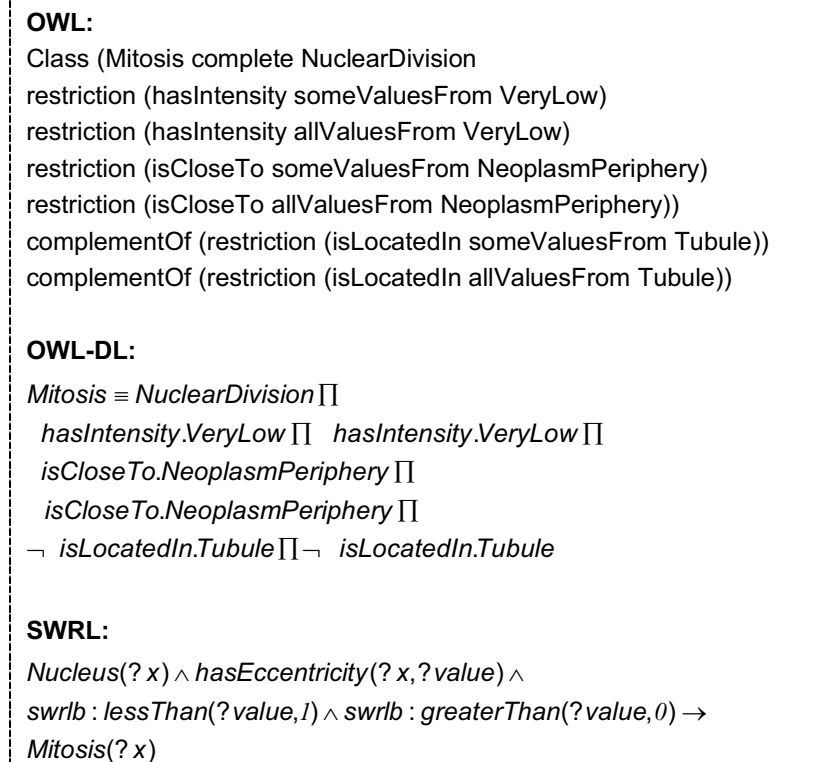 OWL:
Class (Mitosis complete NuclearDivision
restriction (hasIntensity someValuesFrom VeryLow)
restriction (hasIntensity allValuesFrom VeryLow)
restriction (isCloseTo someValuesFrom NeoplasmPeriphery)
restriction (isCloseTo allValuesFrom NeoplasmPeriphery))
complementOf (restriction (isLocatedIn someValuesFrom Tubule))
complementOf (restriction (isLocatedIn allValuesFrom Tubule))
OWL-DL:
Mitosis ≡ NuclearDivision ∏
hasIntensity.VeryLow ∏ hasIntensity.VeryLow ∏
isCloseTo.NeoplasmPeriphery ∏
isCloseTo.NeoplasmPeriphery ∏
¬ isLocatedIn.Tubule ∏ ¬ isLocatedIn.Tubule
SWRL:
Nucleus(? x) ∧ hasEccentricity(? x,? value) ∧
swrlb : lessThan(? value,1) ∧ swrlb : greaterThan(? value,0) →
Mitosis(? x)